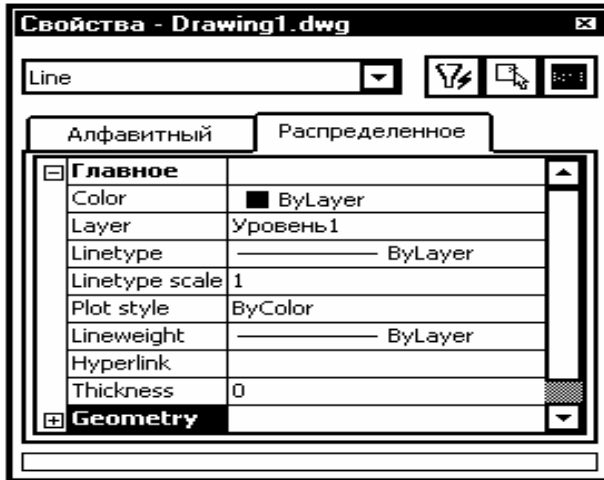 Свойства - Drawing1.dwg
Line
Алфавитный Распределенное
Главное
Color ByLayer
Layer Уровень1
Linetype ByLayer
Linetype scale 1
Plot style ByColor
Lineweight ByLayer
Hyperlink
Thickness 0
Geometry